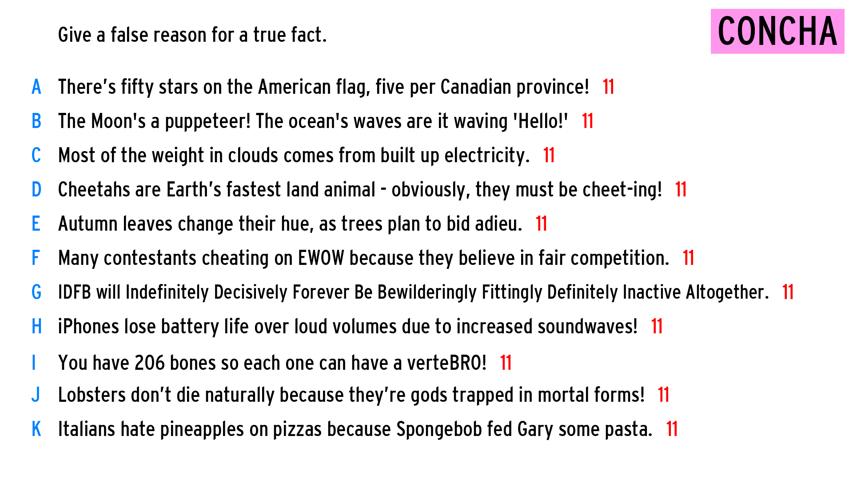 Give a false reason for a true fact.
CONCHA
A There's fifty stars on the American flag, five per Canadian province! 11
B The Moon's a puppeteer! The ocean's waves are it waving 'Hello!' 11
C Most of the weight in clouds comes from built up electricity. 11
D Cheetahs are Earth's fastest land animal - obviously, they must be cheet-ing! 11
E Autumn leaves change their hue, as trees plan to bid adieu. 11
F Many contestants cheating on EWOW because they believe in fair competition. 11
G IDFB will Indefinitely Decisively Forever Be Bewilderingly Fittingly Definitely Inactive Altogether. 11
H iPhones lose battery life over loud volumes due to increased soundwaves! 11
I You have 206 bones so each one can have a verteBRO! 11
J Lobsters don't die naturally because they're gods trapped in mortal forms! 11
K Italians hate pineapples on pizzas because Spongebob fed Gary some pasta. 11